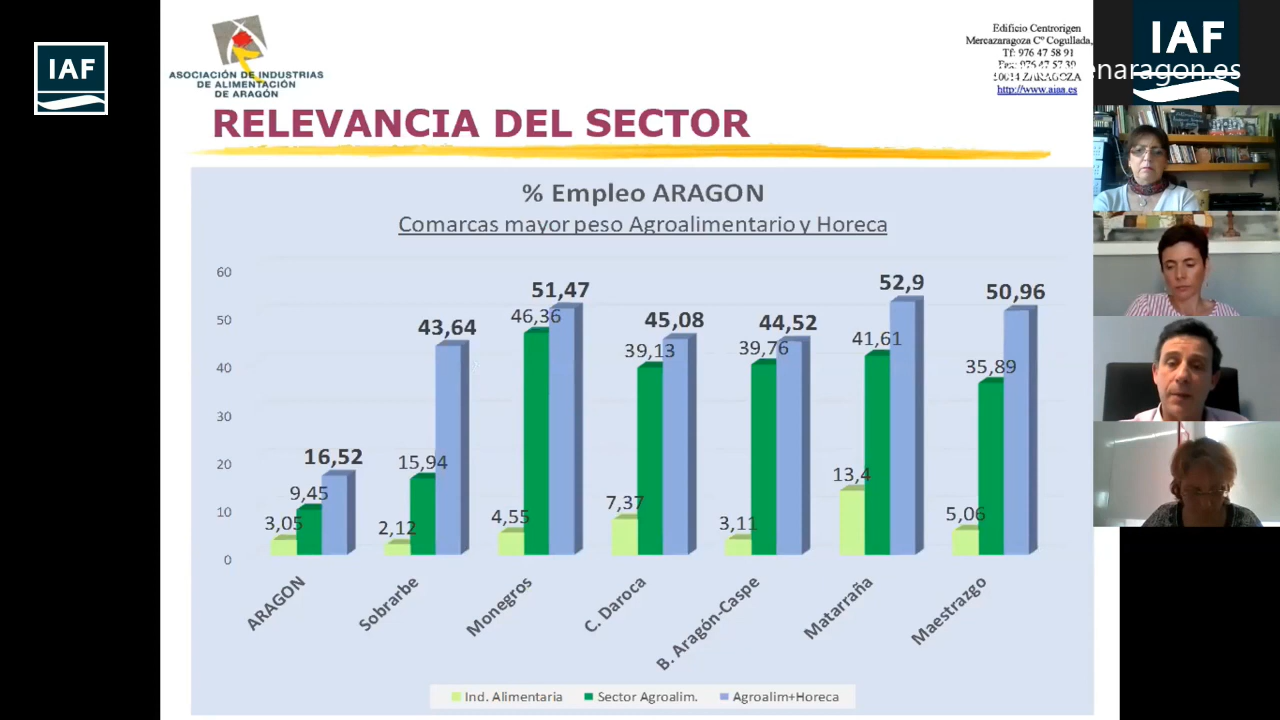 IAF
ASOCIACIÓN DE INDUSTRIAS
DE ALIMENTACIÓN
DE ARAGÓN
Edificio Centrorigen
Mercazaragoza Cº Cogullada,
Tf: 976 47 58 91
Fax: 976 47 57 39
ZARAGOZA
http://www.aiaa.es
IAF
enaragon.es
RELEVANCIA DEL SECTOR
% Empleo ARAGON
Comarcas mayor peso Agroalimentario y Horeca
60
50
40
30
20
10
0
3,05
9,45
16,52
2,12
15,94
43,64
4,55
46,36
51,47
7,37
39,13
45,08
3,11
39,76
44,52
13,4
41,61
52,9
5,06
35,89
50,96
ARAGON
Sobrarbe
Monegros
C. Daroca
B. Aragón-Caspe
Matarraña
Maestrazgo
Ind. Alimentaria
Sector Agroalim.
Agroalim+Horeca